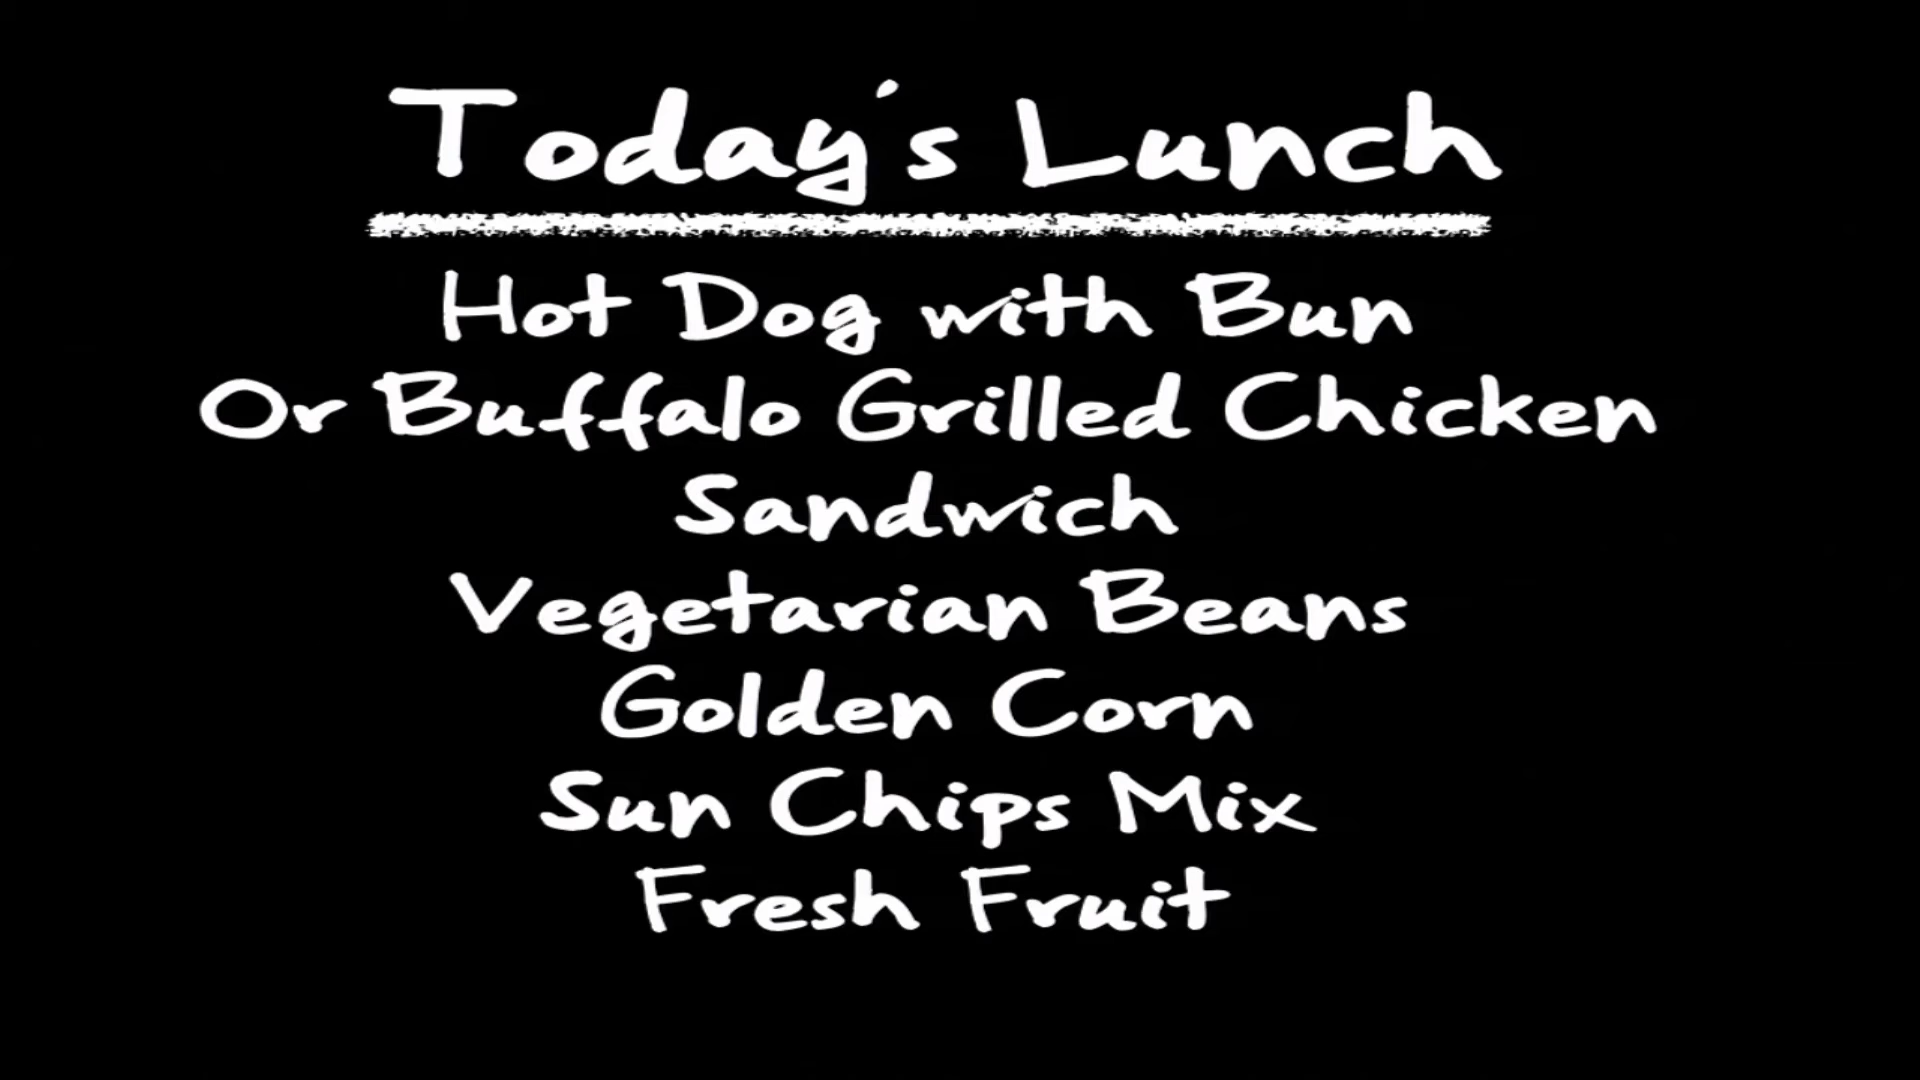 Today's Lunch
Hot Dog with Bun
Or Buffalo Grilled Chicken
Sandwich
Vegetarian Beans
Golden Corn
Sun Chips Mix
Fresh Fruit